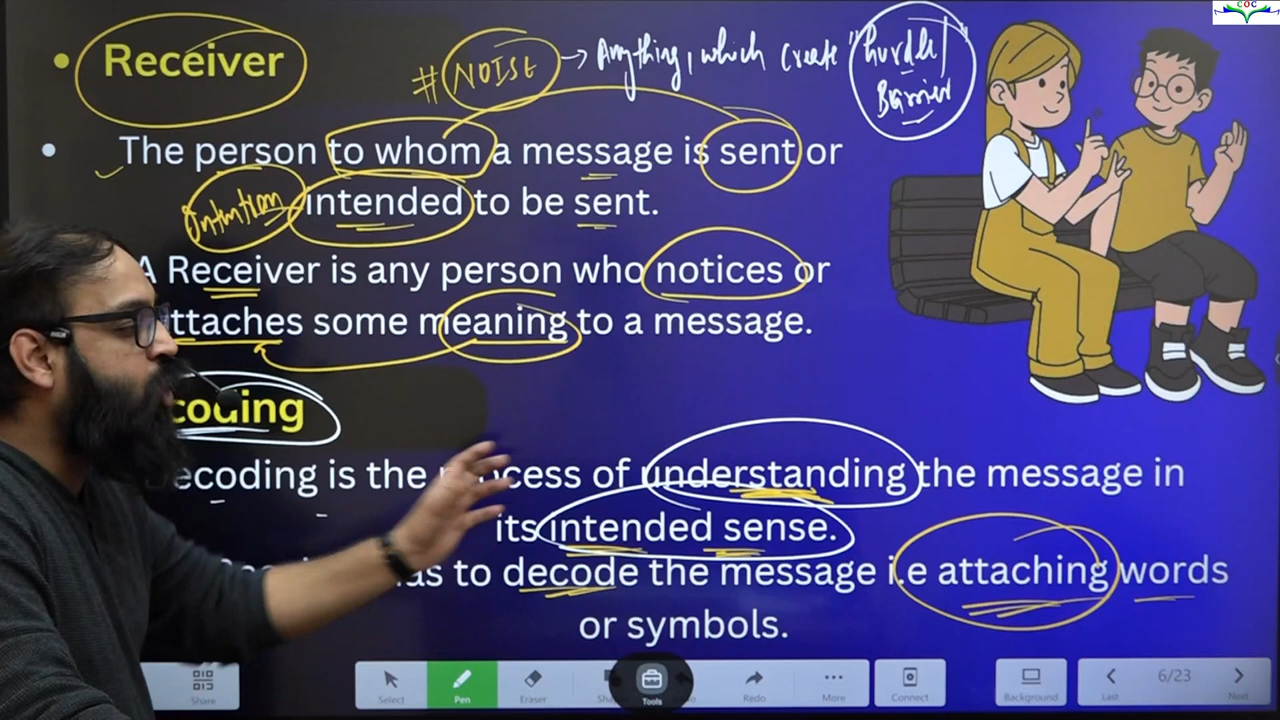 COC
Receiver
# NOISE → Anything, which create "hurdle/
Barrier
The person to whom a message is sent or
Intention intended to be sent.
A Receiver is any person who notices or
ttaches some meaning to a message.
coding
ecoding is the process of understanding the message in
its intended sense.
as to decode the message i.e attaching words
or symbols.
Share
Select
Pen
Eraser
Tools
Redo
More
Connect
Background
Last
6/23
Next